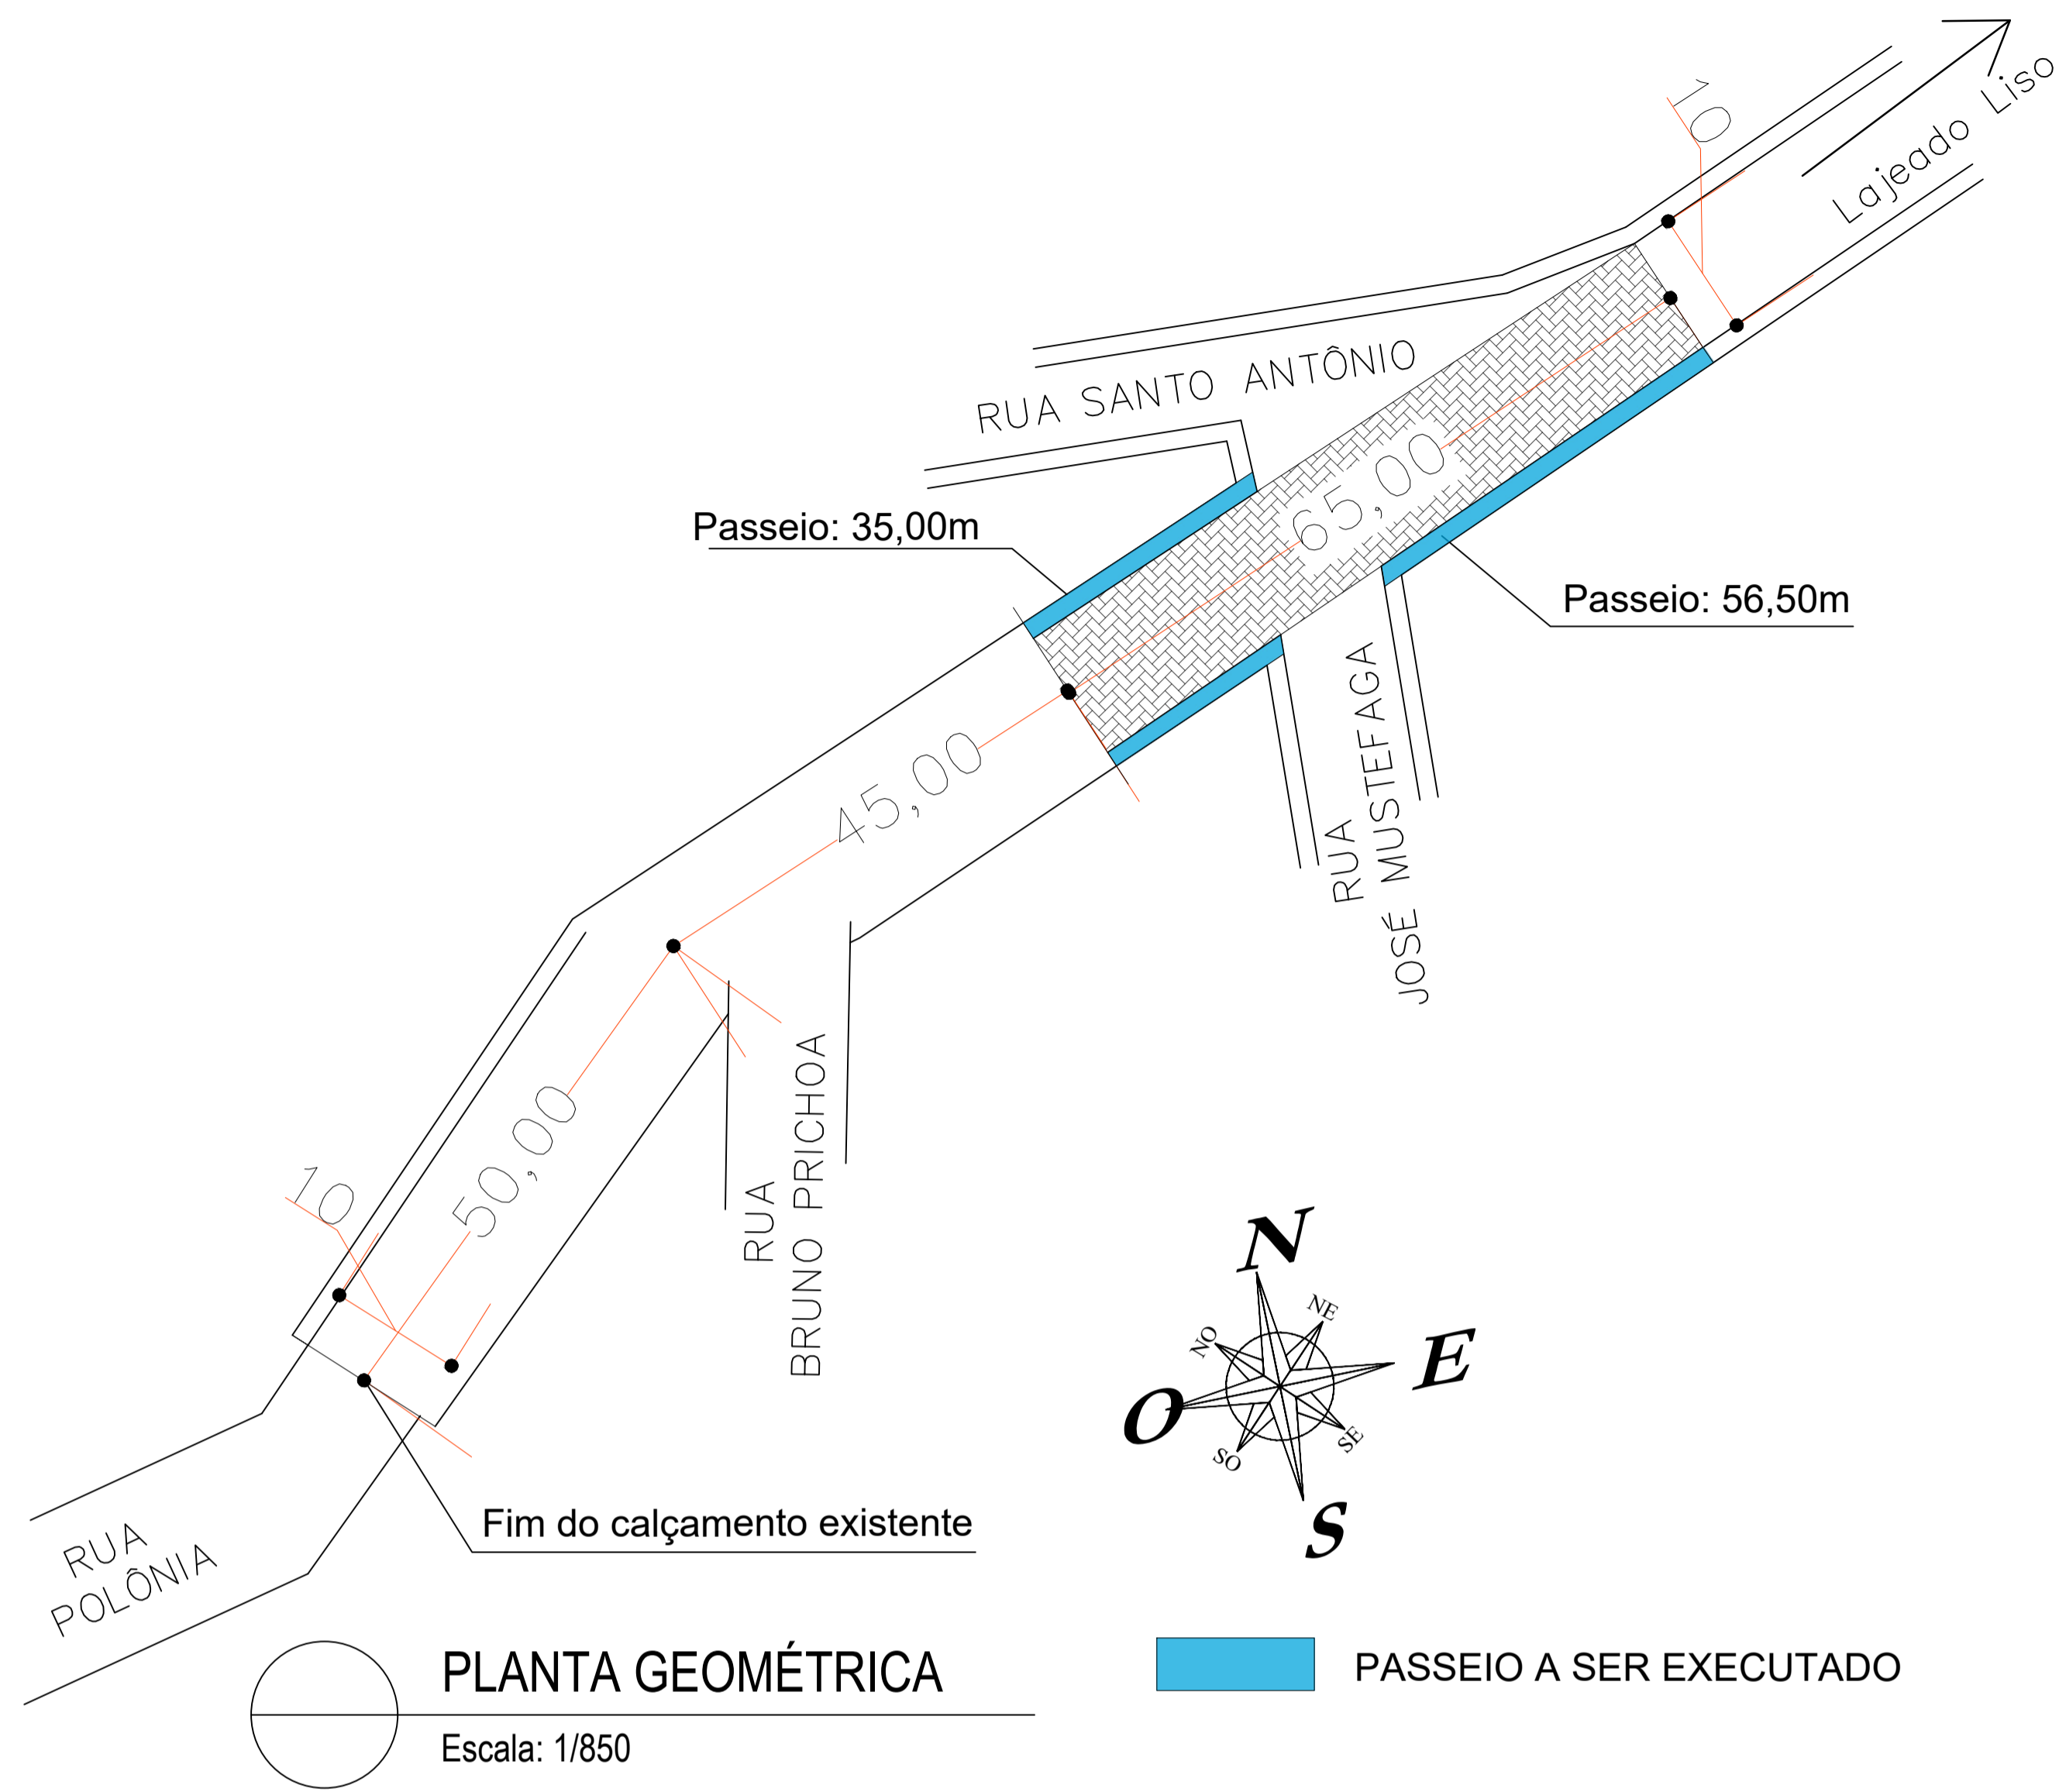 10
Lajeado Liso
RUA SANTO ANTÔNIO
Passeio: 35,00m
65,00
Passeio: 56,50m
45,00
RUA
JOSÉ MUSTEFAGA
50,00
10
RUA
BRUNO PRICHOA
N
NE
NO
E
O
SO
SE
S
Fim do calçamento existente
RUA
POLÔNIA
PLANTA GEOMÉTRICA
Escala: 1/850
PASSEIO A SER EXECUTADO